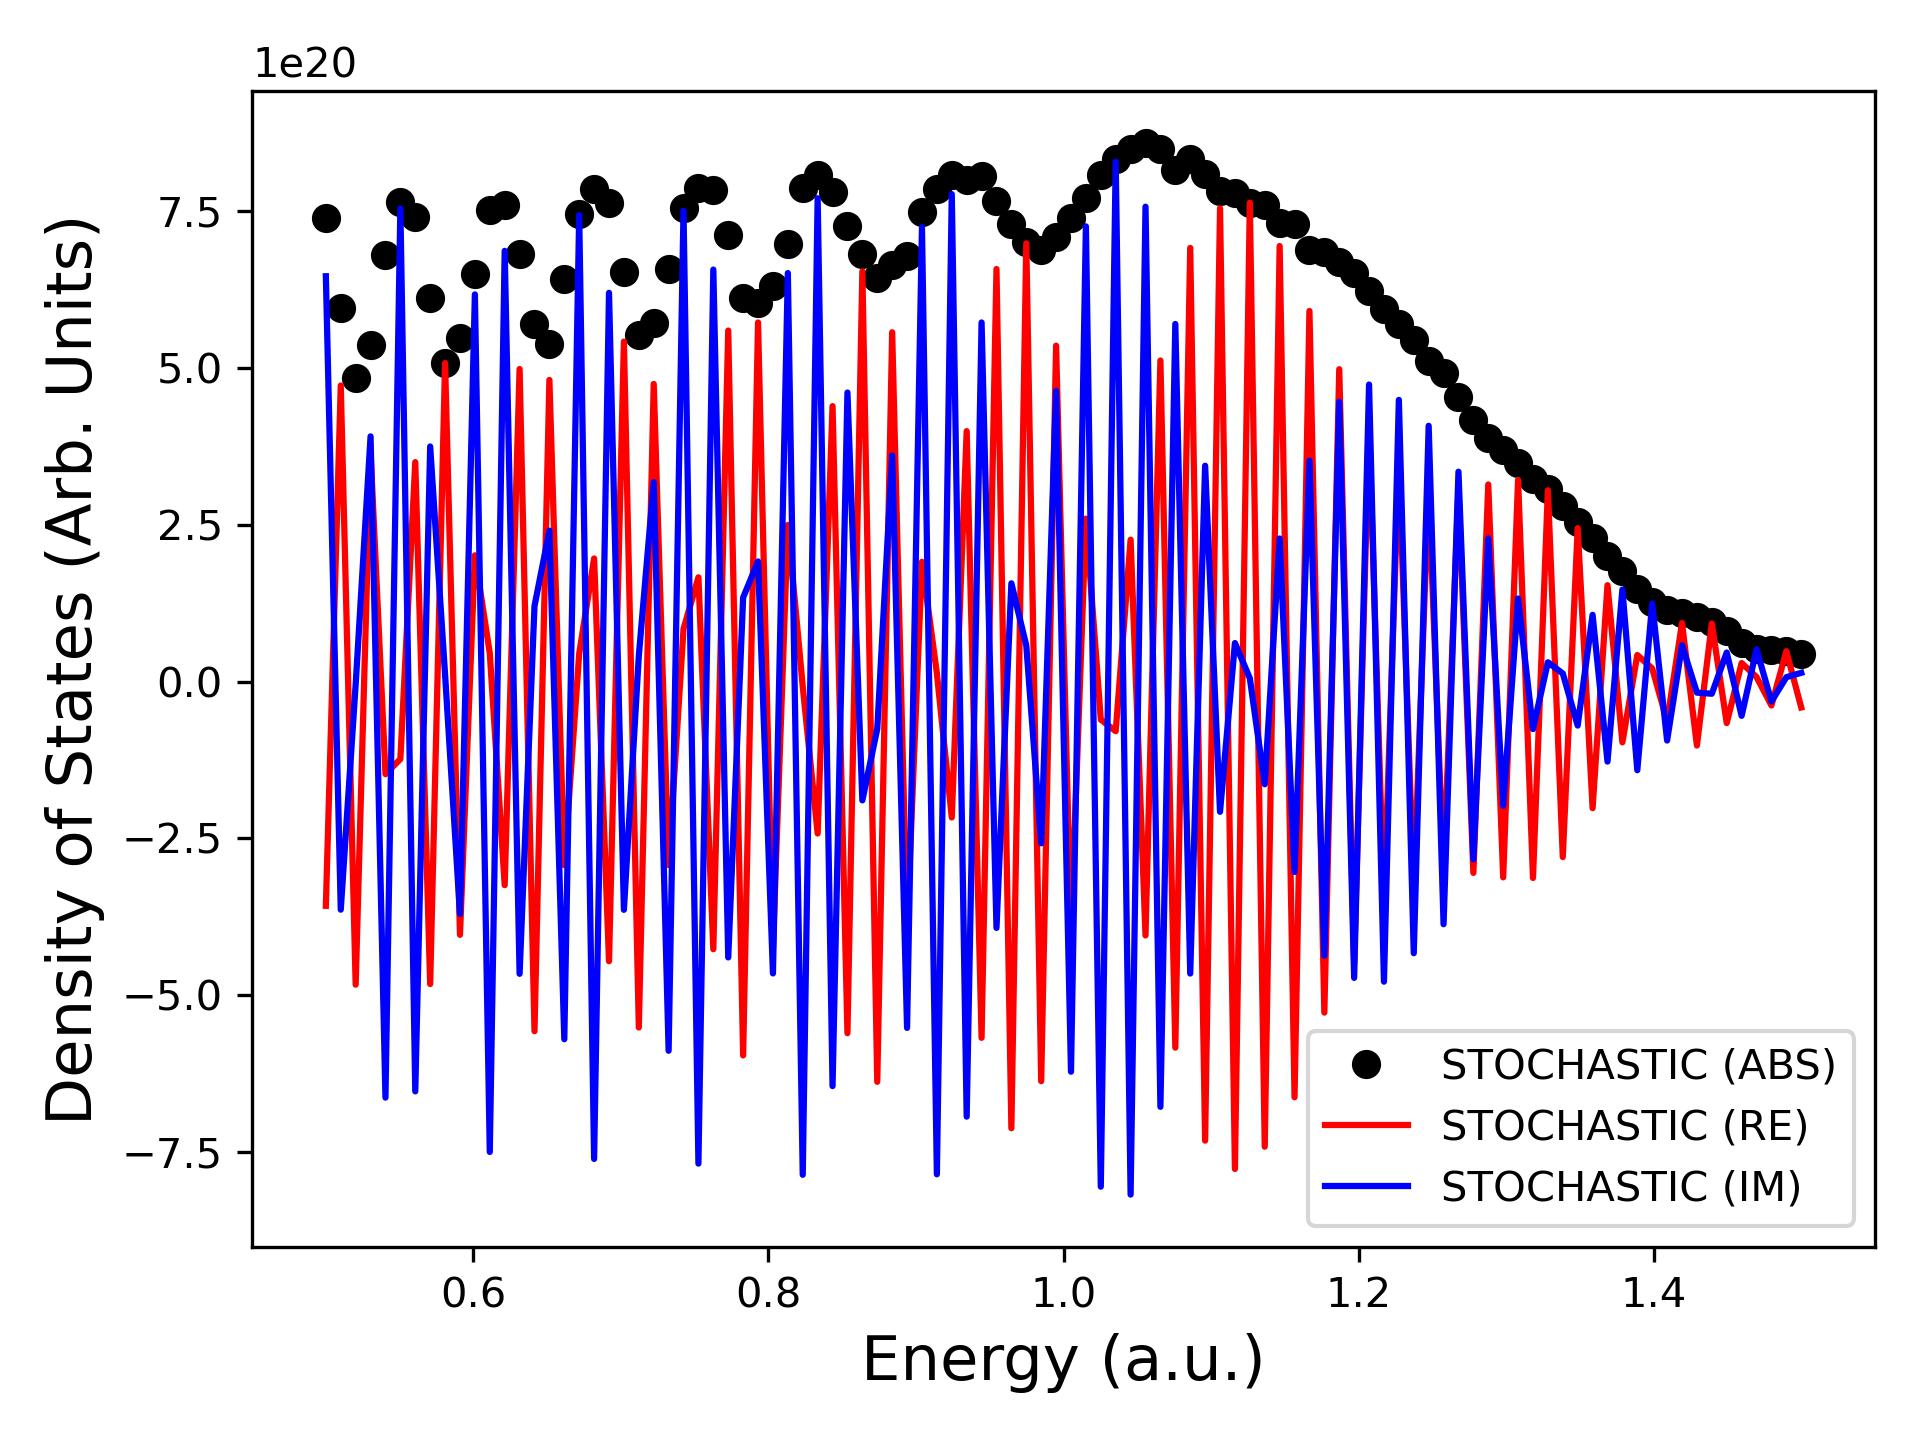 1e20
7.5
5.0
2.5
0.0
−2.5
−5.0
−7.5
Density of States (Arb. Units)
STOCHASTIC (ABS)
STOCHASTIC (RE)
STOCHASTIC (IM)
0.6 0.8 1.0 1.2 1.4
Energy (a.u.)